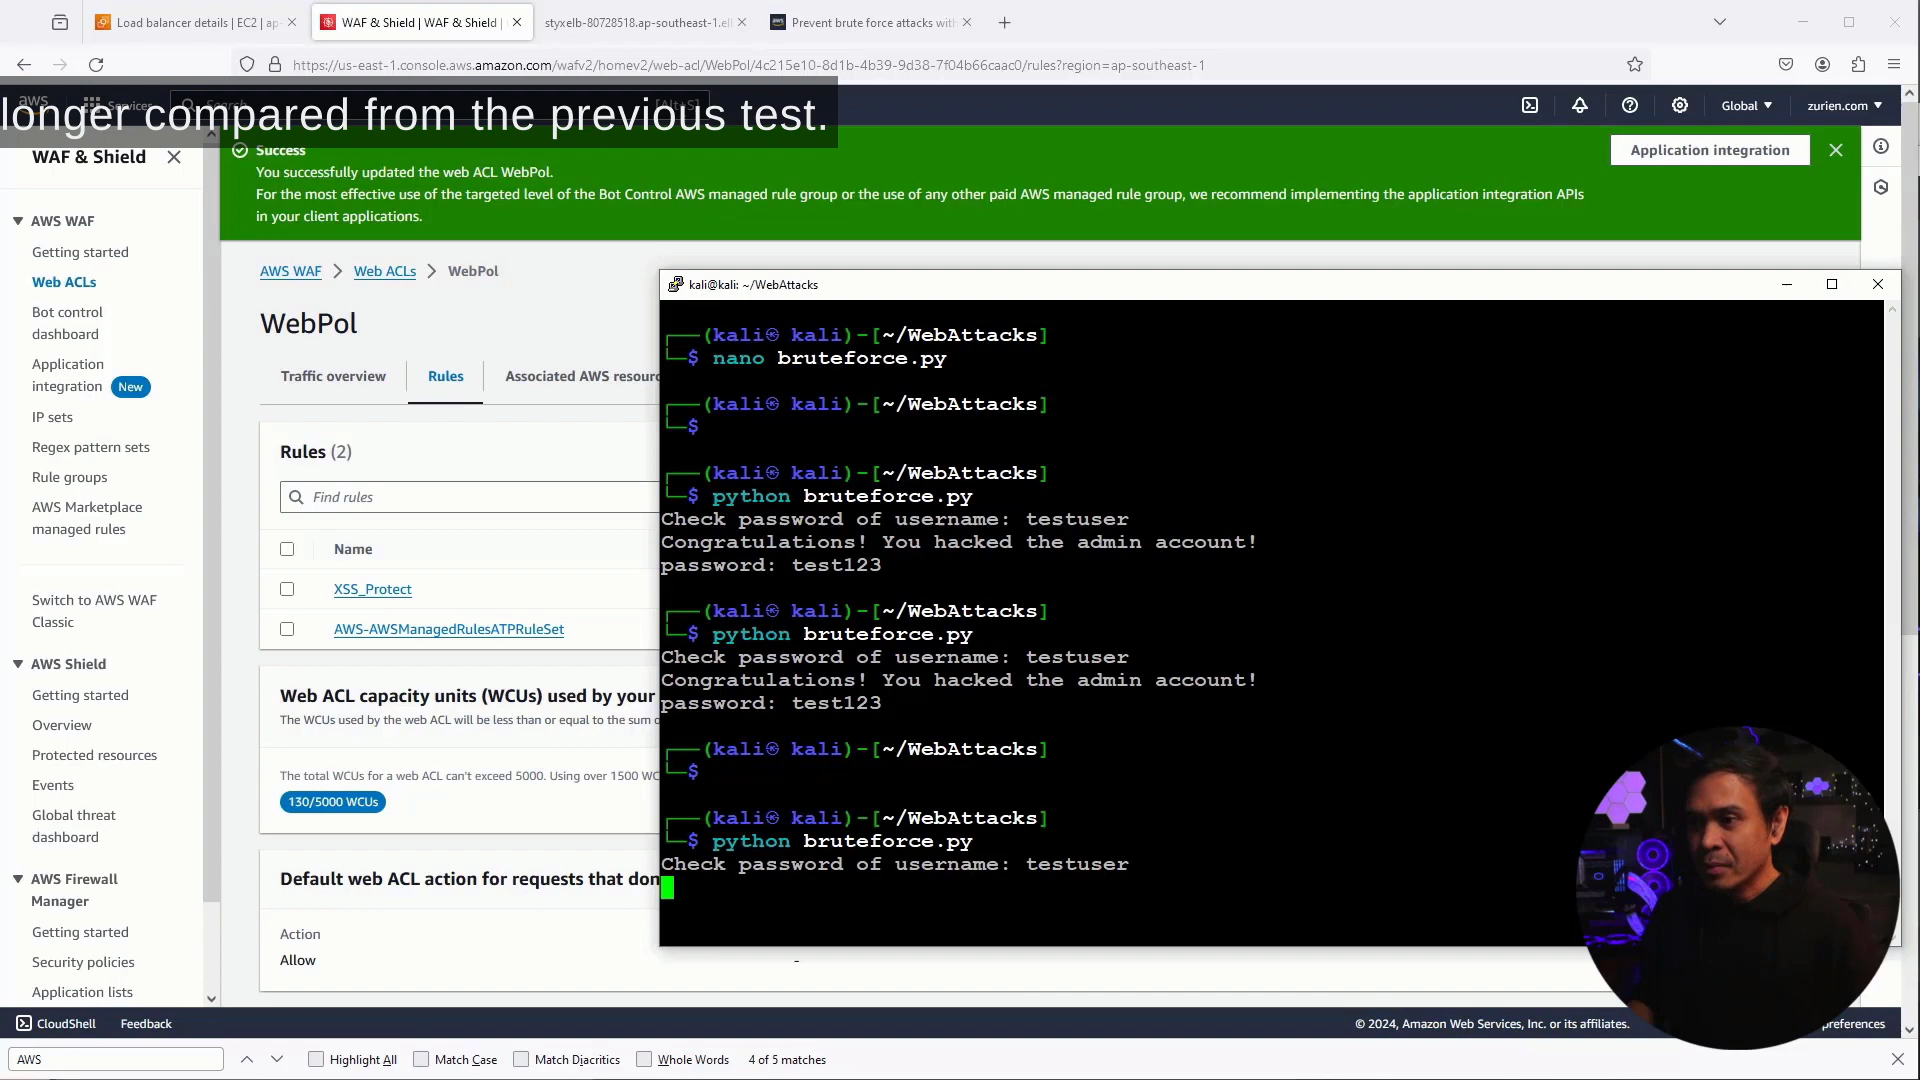 Load balancer details | EC2 | ap-
WAF & Shield | WAF & Shield |
styxelb-80728518.ap-southeast-1.el
Prevent brute force attacks with
https://us-east-1.console.aws.amazon.com/wafv2/homev2/web-acl/WebPol/4c215e10-8d1b-4b39-9d38-7f04b66caac0/rules?region=ap-southeast-1
aws
Services
Search
[Alt+S]
Global
zurien.com
longer compared from the previous test.
WAF & Shield
Success
You successfully updated the web ACL WebPol.
For the most effective use of the targeted level of the Bot Control AWS managed rule group or the use of any other paid AWS managed rule group, we recommend implementing the application integration APIs
in your client applications.
Application integration
AWS WAF
Getting started
Web ACLs
Bot control
dashboard
Application
integration New
IP sets
Regex pattern sets
Rule groups
AWS Marketplace
managed rules
Switch to AWS WAF
Classic
AWS Shield
Getting started
Overview
Protected resources
Events
Global threat
dashboard
AWS Firewall
Manager
Getting started
Security policies
Application lists
AWS WAF > Web ACLs > WebPol
WebPol
Traffic overview
Rules
Associated AWS resourc
Rules (2)
Find rules
Name
XSS_Protect
AWS-AWSManagedRulesATPRuleSet
Web ACL capacity units (WCUs) used by your
The WCUs used by the web ACL will be less than or equal to the sum o
The total WCUs for a web ACL can't exceed 5000. Using over 1500 WC
130/5000 WCUs
Default web ACL action for requests that don
Action
Allow
-
kali@kali: ~/WebAttacks
┌──(kali㉿ kali)-[~/WebAttacks]
└─$ nano bruteforce.py
┌──(kali㉿ kali)-[~/WebAttacks]
└─$
┌──(kali㉿ kali)-[~/WebAttacks]
└─$ python bruteforce.py
Check password of username: testuser
Congratulations! You hacked the admin account!
password: test123
┌──(kali㉿ kali)-[~/WebAttacks]
└─$ python bruteforce.py
Check password of username: testuser
Congratulations! You hacked the admin account!
password: test123
┌──(kali㉿ kali)-[~/WebAttacks]
└─$
┌──(kali㉿ kali)-[~/WebAttacks]
└─$ python bruteforce.py
Check password of username: testuser
CloudShell
Feedback
© 2024, Amazon Web Services, Inc. or its affiliates.
preferences
AWS
Highlight All
Match Case
Match Diacritics
Whole Words
4 of 5 matches